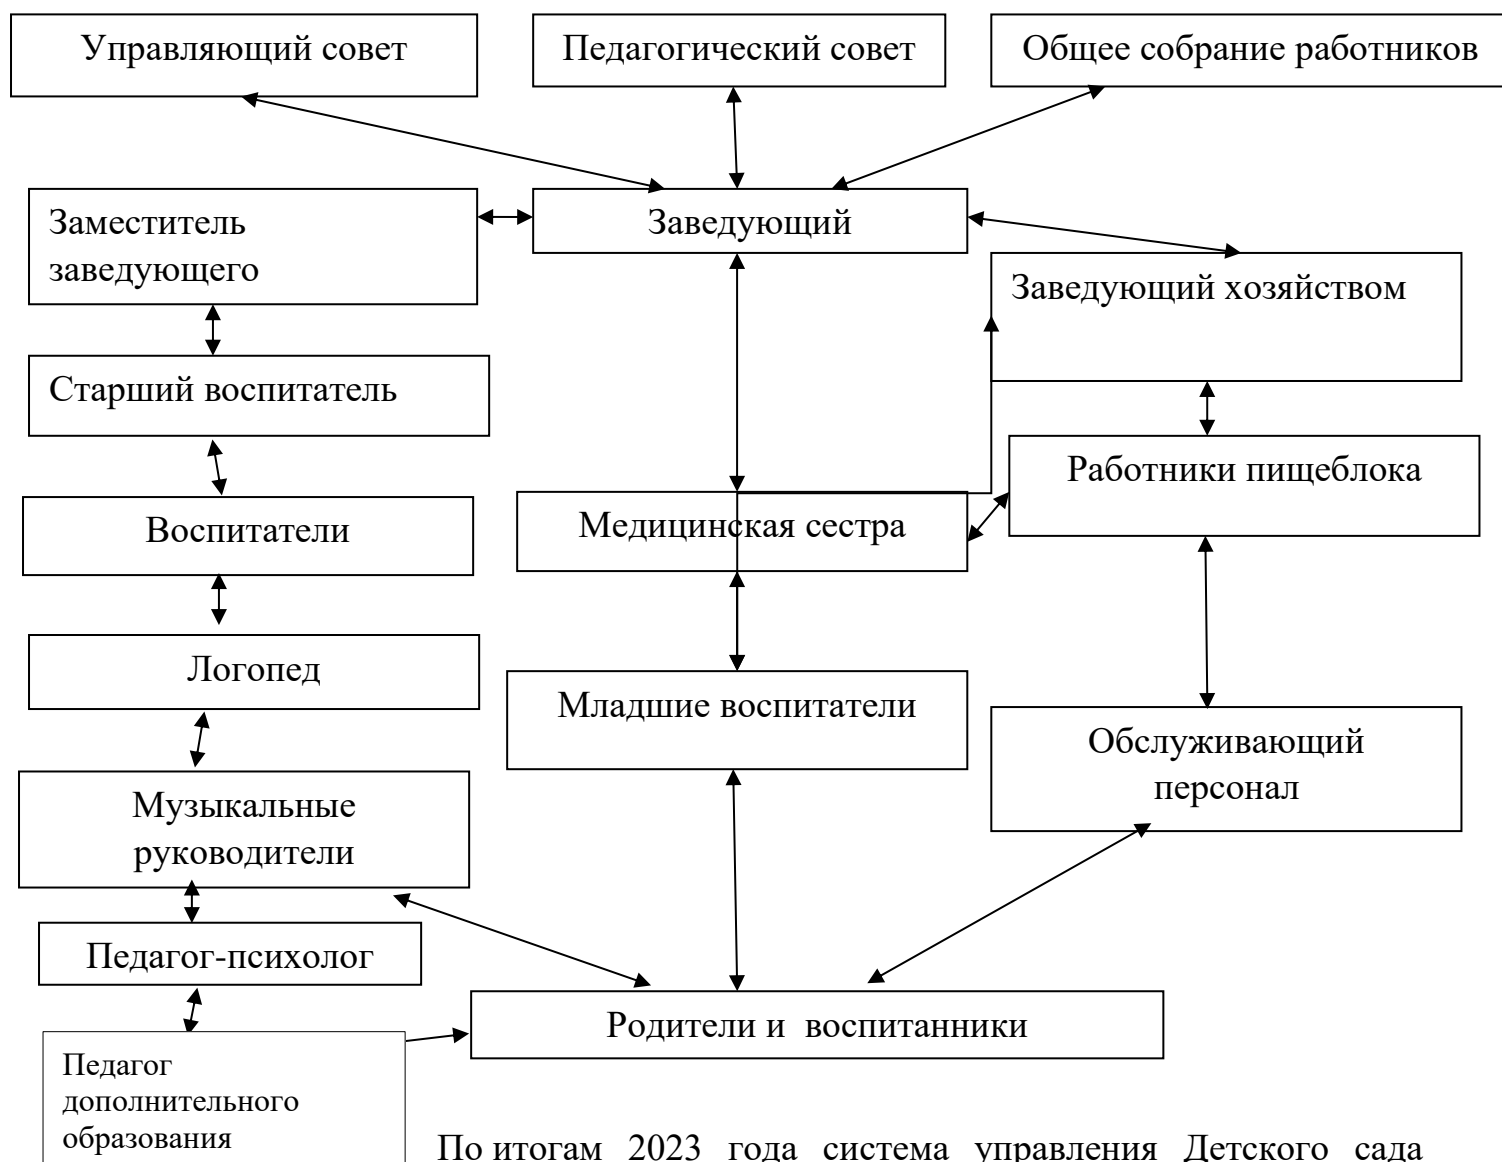 Управляющий совет
Педагогический совет
Общее собрание работников
Заместитель
заведующего
Заведующий
Заведующий хозяйством
Старший воспитатель
Работники пищеблока
Воспитатели
Медицинская сестра
Логопед
Младшие воспитатели
Обслуживающий
персонал
Музыкальные
руководители
Педагог-психолог
Родители и воспитанники
Педагог
дополнительного
образования
По итогам 2023 года система управления Детского сада